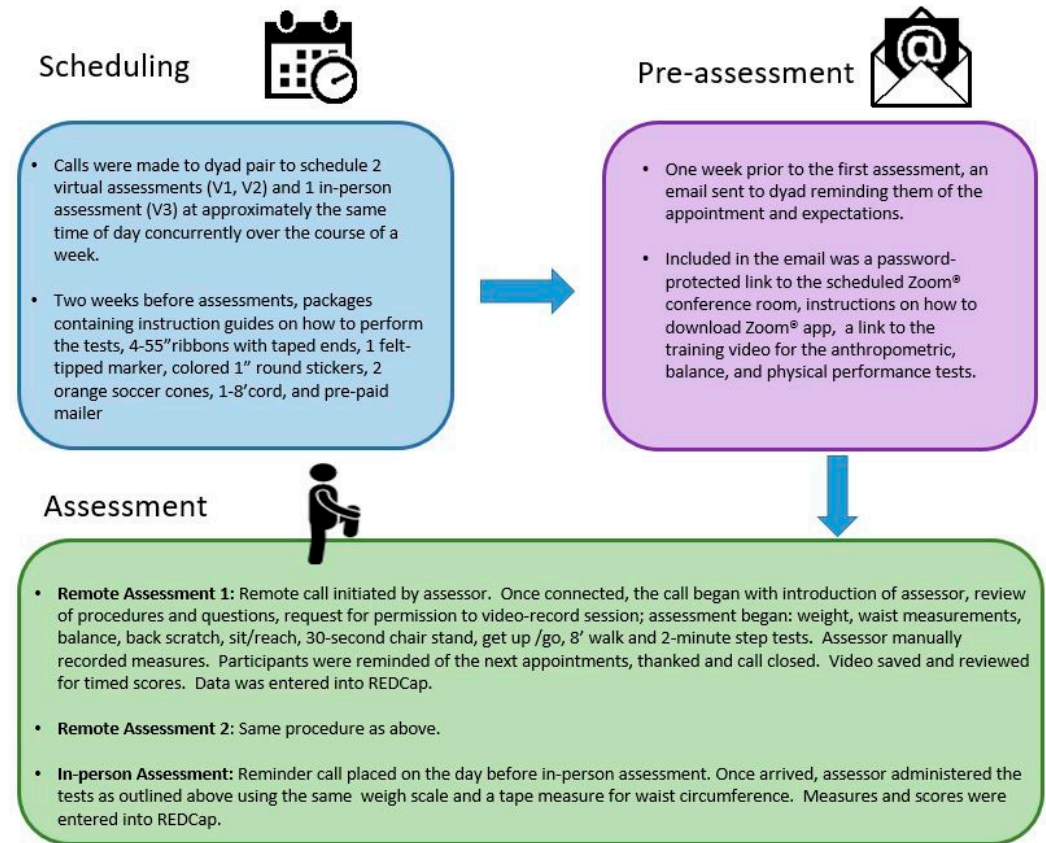 Scheduling
• Calls were made to dyad pair to schedule 2
virtual assessments (V1, V2) and 1 in-person
assessment (V3) at approximately the same
time of day concurrently over the course of a
week.
• Two weeks before assessments, packages
containing instruction guides on how to perform
the tests, 4-55”ribbons with taped ends, 1 felt-
tipped marker, colored 1” round stickers, 2
orange soccer cones, 1-8’cord, and pre-paid
mailer
@
Pre-assessment
• One week prior to the first assessment, an
email sent to dyad reminding them of the
appointment and expectations.
• Included in the email was a password-
protected link to the scheduled Zoom®
conference room, instructions on how to
download Zoom® app, a link to the
training video for the anthropometric,
balance, and physical performance tests.
Assessment
• Remote Assessment 1: Remote call initiated by assessor. Once connected, the call began with introduction of assessor, review
of procedures and questions, request for permission to video-record session; assessment began: weight, waist measurements,
balance, back scratch, sit/reach, 30-second chair stand, get up /go, 8’ walk and 2-minute step tests. Assessor manually
recorded measures. Participants were reminded of the next appointments, thanked and call closed. Video saved and reviewed
for timed scores. Data was entered into REDCap.
• Remote Assessment 2: Same procedure as above.
• In-person Assessment: Reminder call placed on the day before in-person assessment. Once arrived, assessor administered the
tests as outlined above using the same weigh scale and a tape measure for waist circumference. Measures and scores were
entered into REDCap.